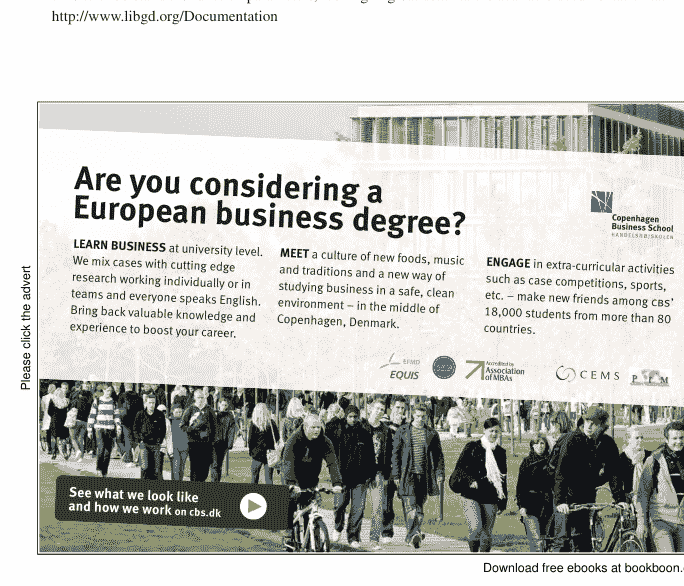 http://www.libgd.org/Documentation
Please click the advert
Are you considering a
European business degree?
LEARN BUSINESS at university level.
We mix cases with cutting edge
research working individually or in
teams and everyone speaks English.
Bring back valuable knowledge and
experience to boost your career.
MEET a culture of new foods, music
and traditions and a new way of
studying business in a safe, clean
environment – in the middle of
Copenhagen, Denmark.
ENGAGE in extra-curricular activities
such as case competitions, sports,
etc. – make new friends among cbs'
18,000 students from more than 80
countries.
Copenhagen
Business School
HANDELSHØJSKOLEN
EFMD
EQUIS
Accredited by
Association
of MBAs
CEMS
PIM
See what we look like
and how we work on cbs.dk
Download free ebooks at bookboon.